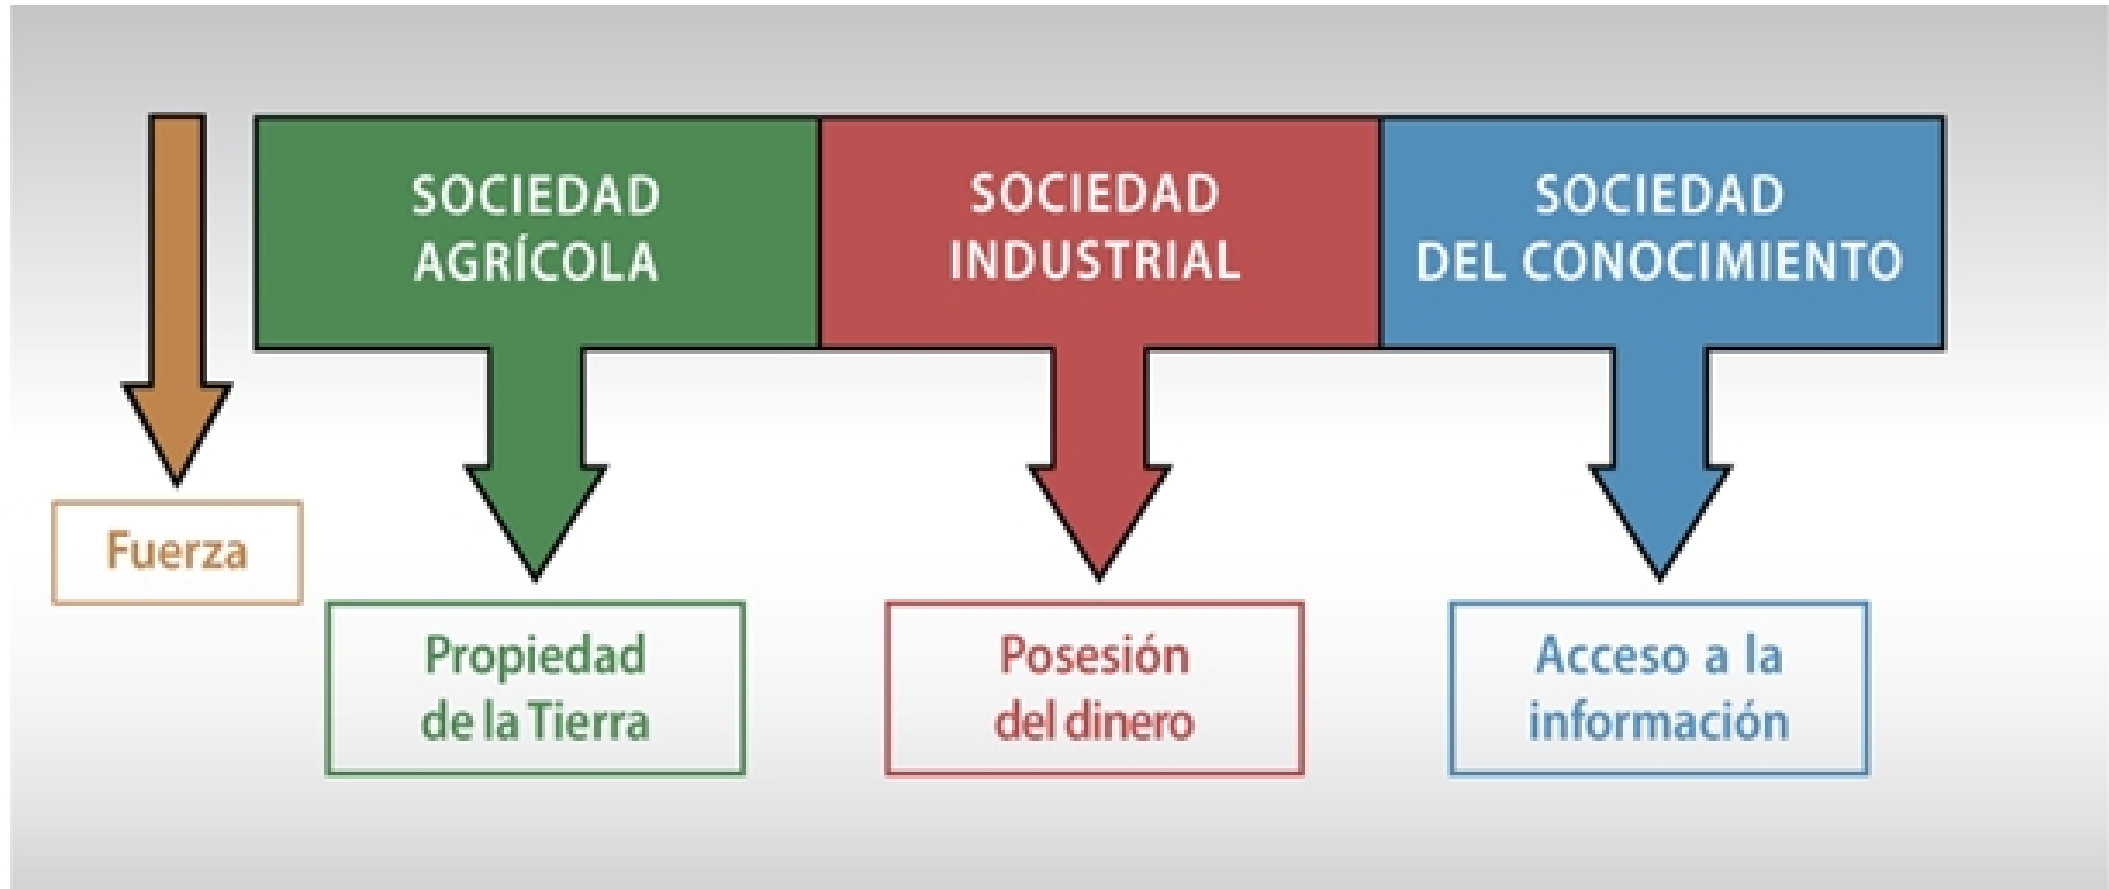 SOCIEDAD
AGRÍCOLA
SOCIEDAD
INDUSTRIAL
SOCIEDAD
DEL CONOCIMIENTO
Fuerza
Propiedad
de la Tierra
Posesión
del dinero
Acceso a la
información